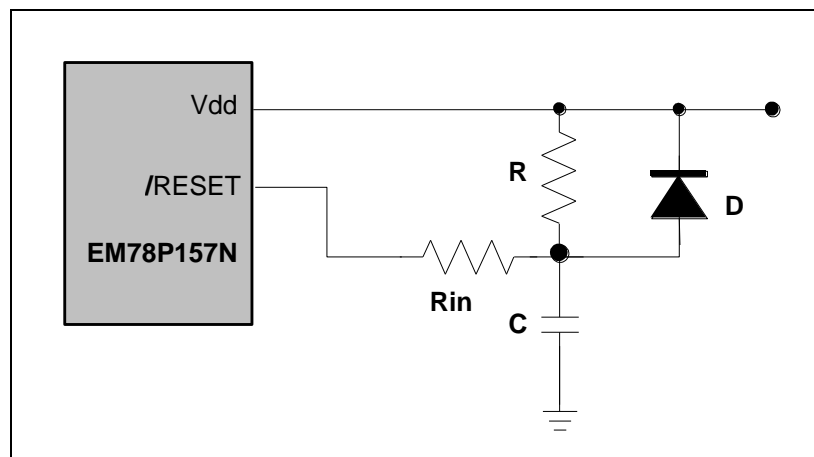 Vdd
R
/RESET
D
EM78P157N
Rin
C